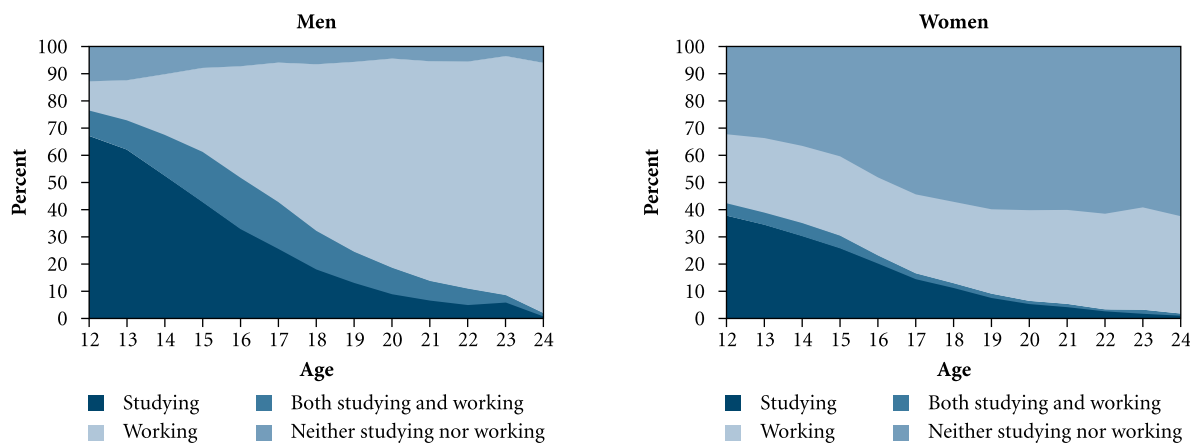 Men
Percent
100
90
80
70
60
50
40
30
20
10
0
12 13 14 15 16 17 18 19 20 21 22 23 24
Age
Studying Both studying and working
Working Neither studying nor working
Women
Percent
100
90
80
70
60
50
40
30
20
10
0
12 13 14 15 16 17 18 19 20 21 22 23 24
Age
Studying Both studying and working
Working Neither studying nor working